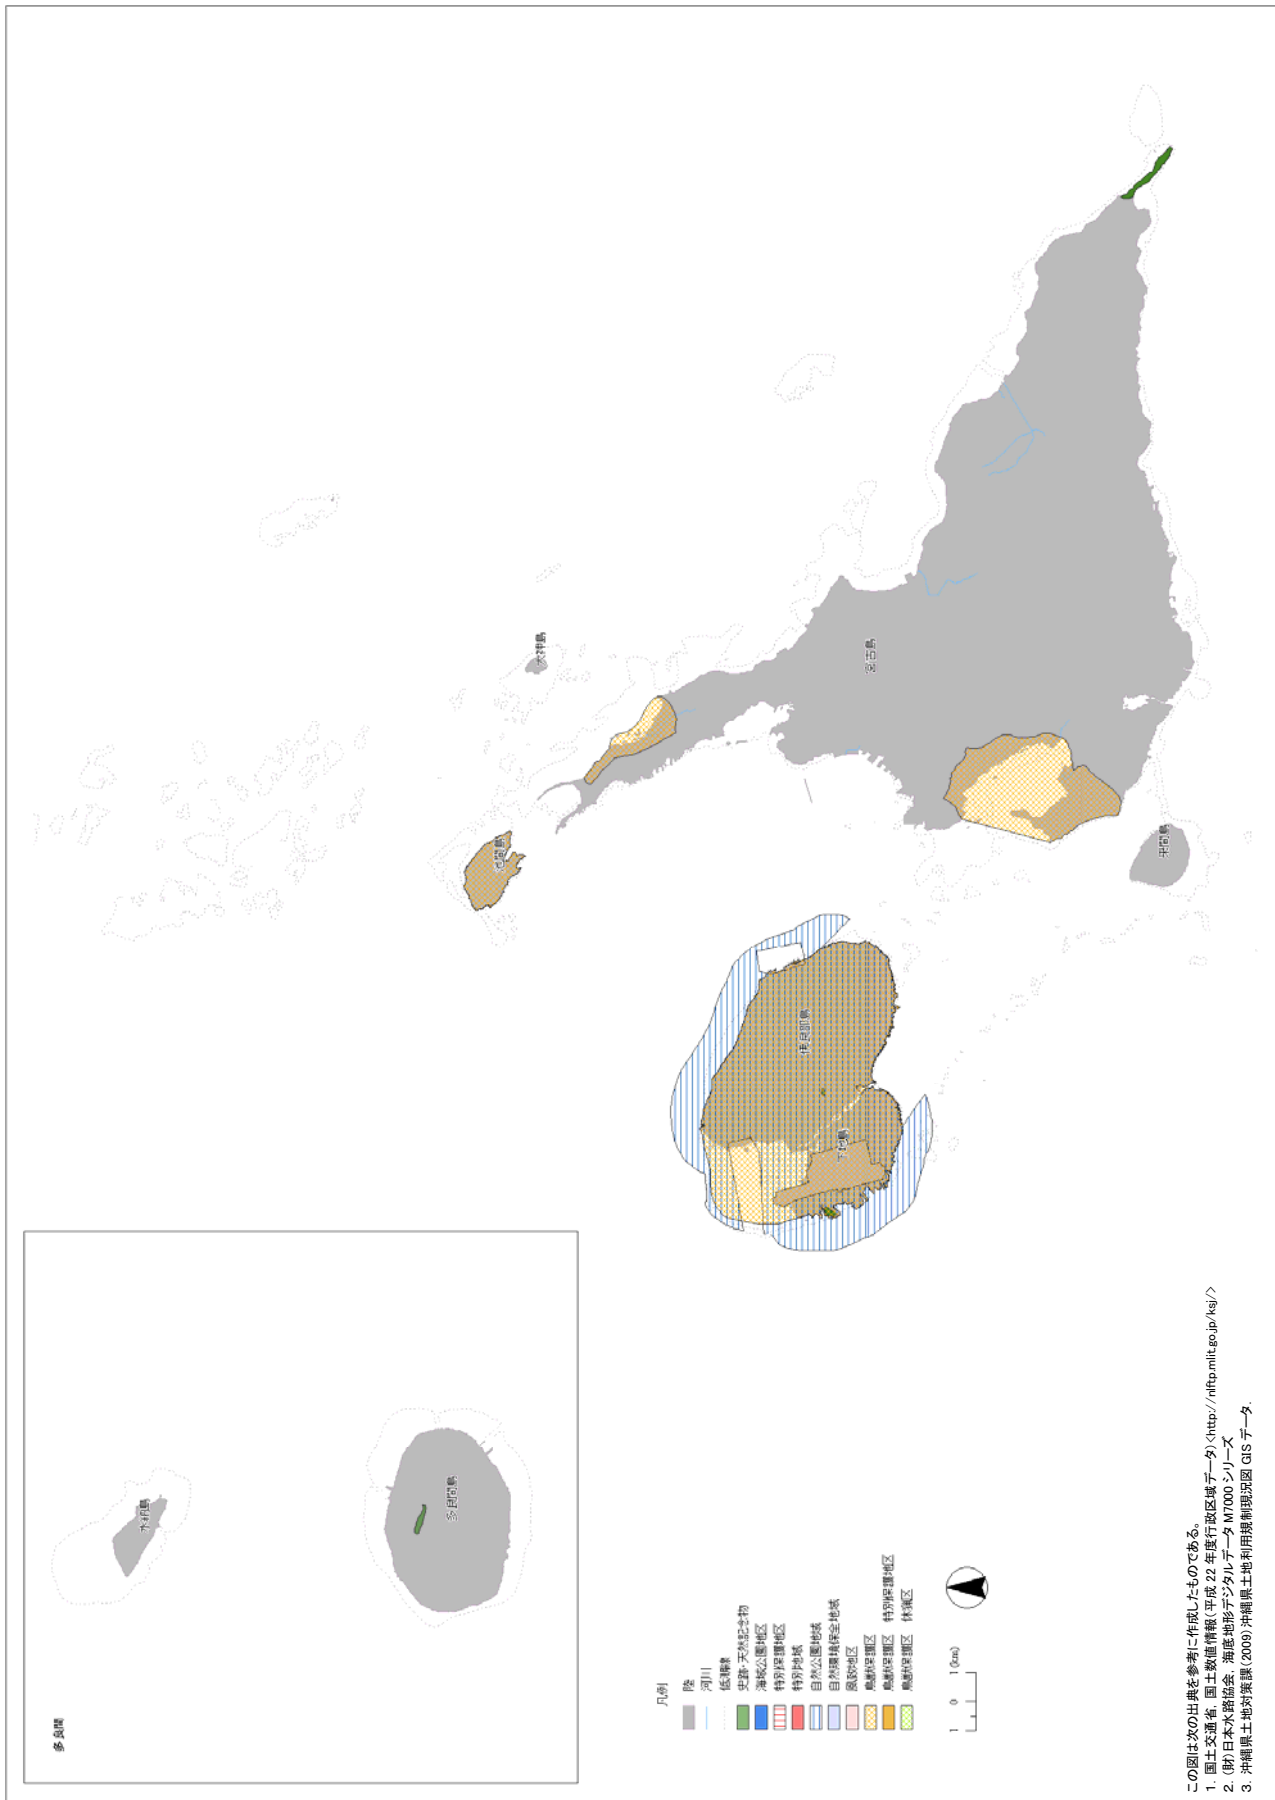 多良間
水納島
多良間島
池間島
大神島
宮古島
来間島
伊良部島
下地島
凡例
陸
河川
低潮線
史跡・天然記念物
海域公園地区
特別保護地区
特別地域
自然公園地域
自然環境保全地域
風致地区
鳥獣保護区
鳥獣保護区 特別保護地区
鳥獣保護区 休猟区
1 0 1(km)
この図は次の出典を参考に作成したものである。
1. 国土交通省, 国土数値情報(平成 22 年度行政区域データ)<http://nlftp.mlit.go.jp/ksj/>
2. (財)日本水路協会, 海底地形デジタルデータ M7000 シリーズ
3. 沖縄県土地対策課(2009) 沖縄県土地利用規制現況図 GIS データ.